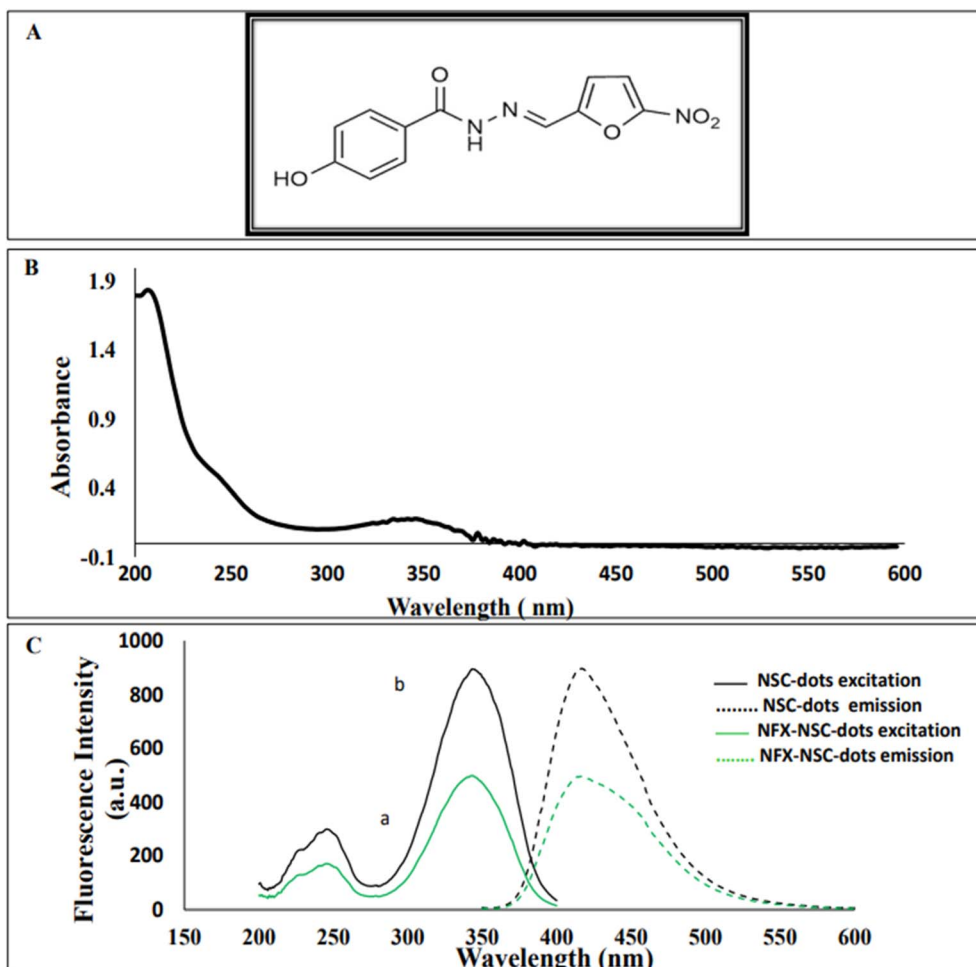 A
O
N
N
H
O
NO2
HO
B
1.9
1.4
0.9
0.4
-0.1
Absorbance
200 250 300 350 400 450 500 550 600
Wavelength ( nm)
C
1000
800
600
400
200
0
Fluorescence Intensity
(a.u.)
b
a
NSC-dots excitation
NSC-dots emission
NFX-NSC-dots excitation
NFX-NSC-dots emission
150 200 250 300 350 400 450 500 550 600
Wavelength (nm)